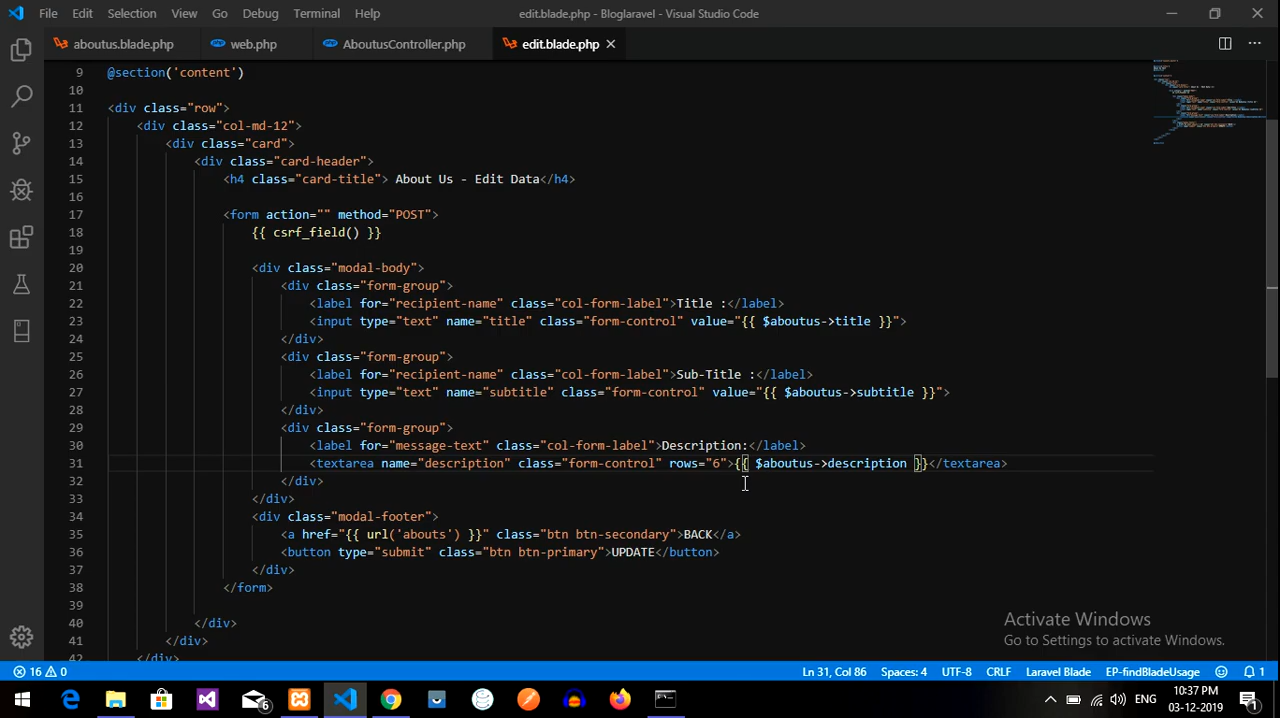 File Edit Selection View Go Debug Terminal Help edit.blade.php - Bloglaravel - Visual Studio Code
aboutus.blade.php web.php AboutusController.php edit.blade.php
9 @section('content')
10
11 <div class="row">
12 <div class="col-md-12">
13 <div class="card">
14 <div class="card-header">
15 <h4 class="card-title"> About Us - Edit Data</h4>
16
17 <form action="" method="POST">
18 {{ csrf_field() }}
19
20 <div class="modal-body">
21 <div class="form-group">
22 <label for="recipient-name" class="col-form-label">Title :</label>
23 <input type="text" name="title" class="form-control" value="{{ $aboutus->title }}">
24 </div>
25 <div class="form-group">
26 <label for="recipient-name" class="col-form-label">Sub-Title :</label>
27 <input type="text" name="subtitle" class="form-control" value="{{ $aboutus->subtitle }}">
28 </div>
29 <div class="form-group">
30 <label for="message-text" class="col-form-label">Description:</label>
31 <textarea name="description" class="form-control" rows="6">{{ $aboutus->description }}</textarea>
32 </div>
33 </div>
34 <div class="modal-footer">
35 <a href="{{ url('abouts') }}" class="btn btn-secondary">BACK</a>
36 <button type="submit" class="btn btn-primary">UPDATE</button>
37 </div>
38 </form>
39
40 </div>
41 </div>
42 </div>
Activate Windows
Go to Settings to activate Windows.
16 0 Ln 31, Col 86 Spaces: 4 UTF-8 CRLF Laravel Blade EP-findBladeUsage 1
6 ENG 10:37 PM
03-12-2019 1